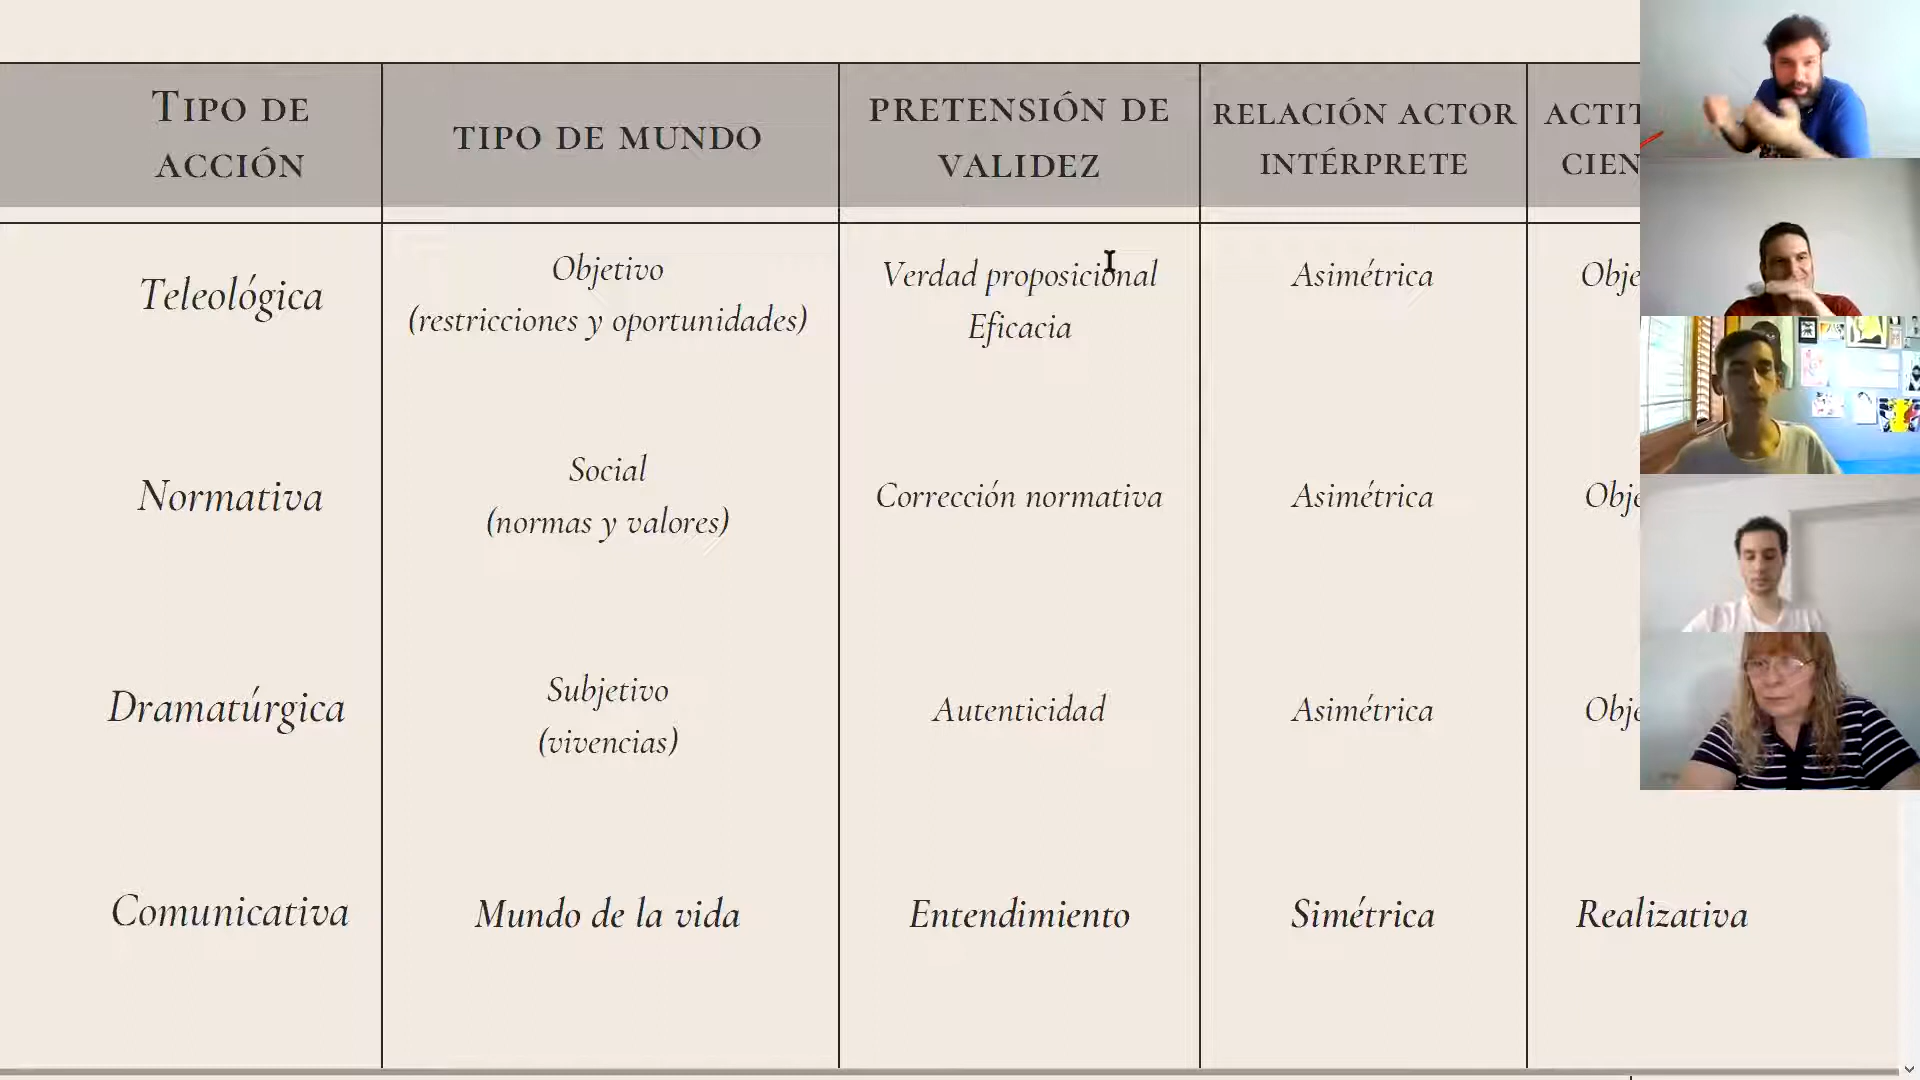 TIPO DE
ACCIÓN
TIPO DE MUNDO
PRETENSIÓN DE
VALIDEZ
RELACIÓN ACTOR
INTÉRPRETE
Teleológica
Objetivo
(restricciones y oportunidades)
Verdad proposicional
Eficacia
Asimétrica
Normativa
Social
(normas y valores)
Corrección normativa
Asimétrica
Dramatúrgica
Subjetivo
(vivencias)
Autenticidad
Asimétrica
Comunicativa
Mundo de la vida
Entendimiento
Simétrica
Realizativa